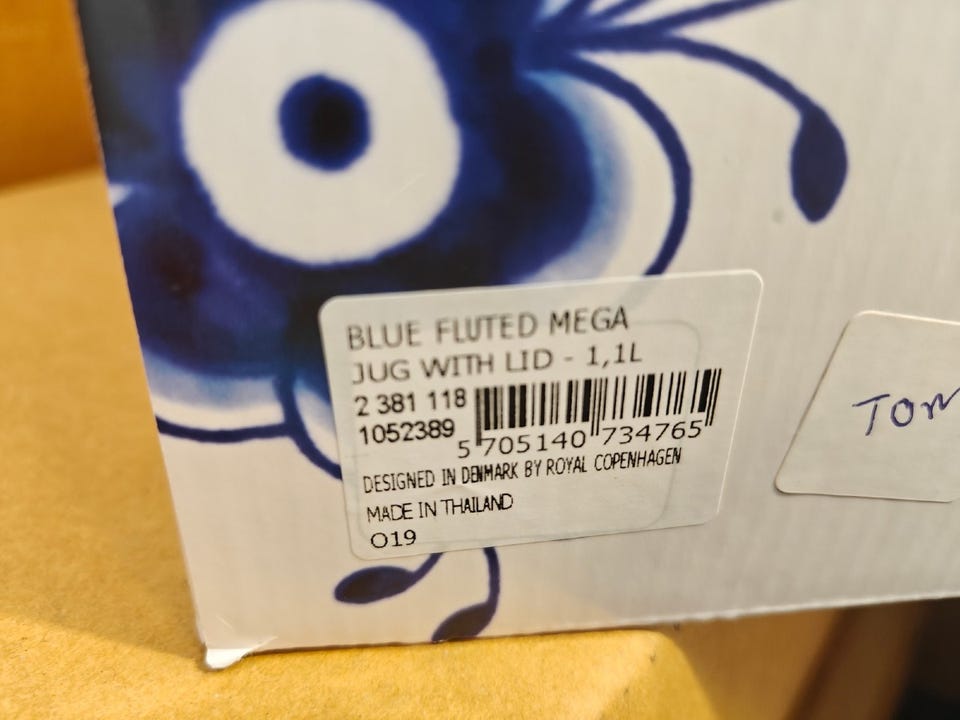 BLUE FLUTED MEGA
JUG WITH LID - 1,1L
2 381 118
1052389
5 705140 734765
DESIGNED IN DENMARK BY ROYAL COPENHAGEN
MADE IN THAILAND
O19